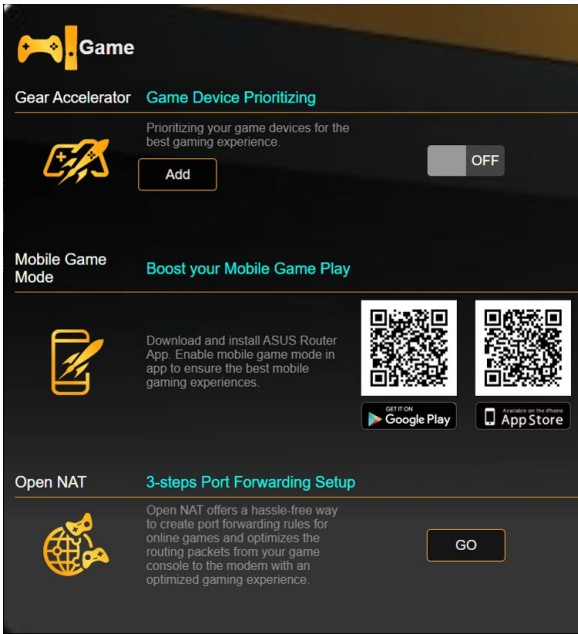 Game
Gear Accelerator
Game Device Prioritizing
Prioritizing your game devices for the
best gaming experience.
Add
OFF
Mobile Game
Mode
Boost your Mobile Game Play
Download and install ASUS Router
App. Enable mobile game mode in
app to ensure the best mobile
gaming experiences.
GET IT ON
Google Play
Available on the iPhone
App Store
Open NAT
3-steps Port Forwarding Setup
Open NAT offers a hassle-free way
to create port forwarding rules for
online games and optimizes the
routing packets from your game
console to the modem with an
optimized gaming experience.
GO